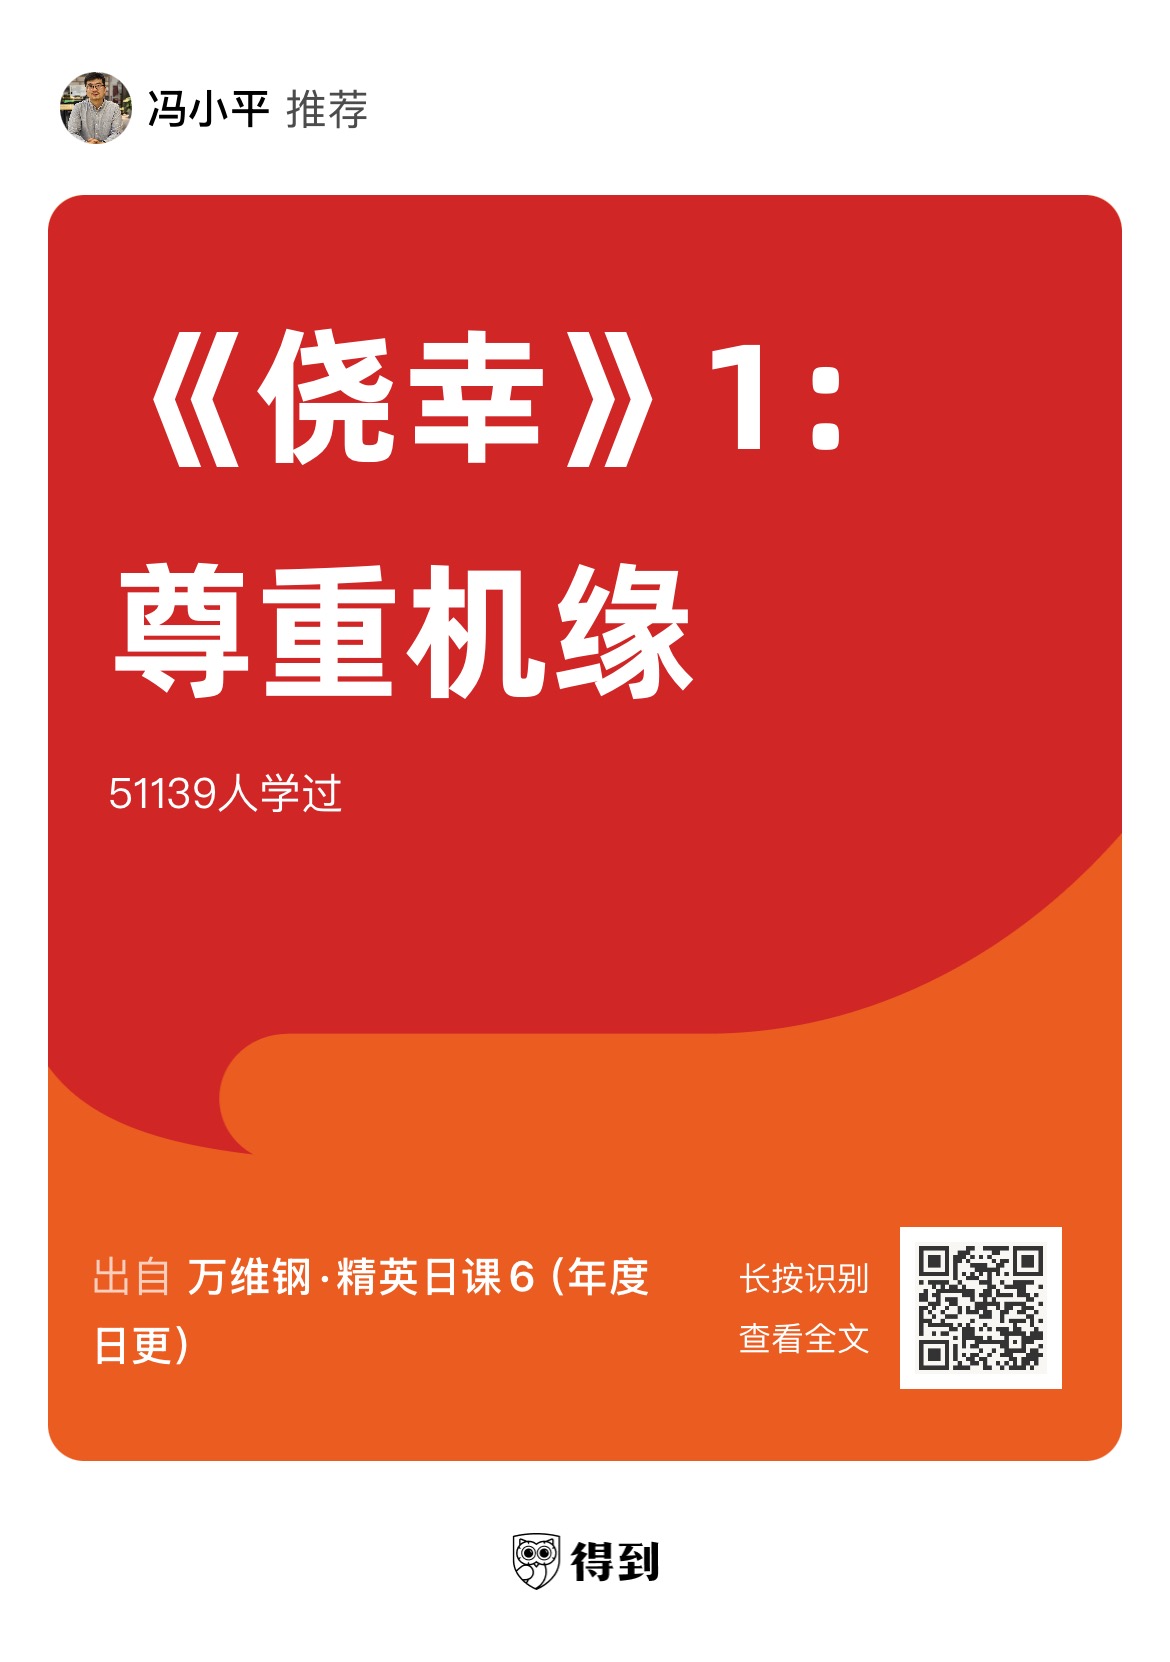 冯小平 推荐
《侥幸》1：
尊重机缘
51139人学过
出自 万维钢·精英日课6（年度
日更）
长按识别
查看全文
得到